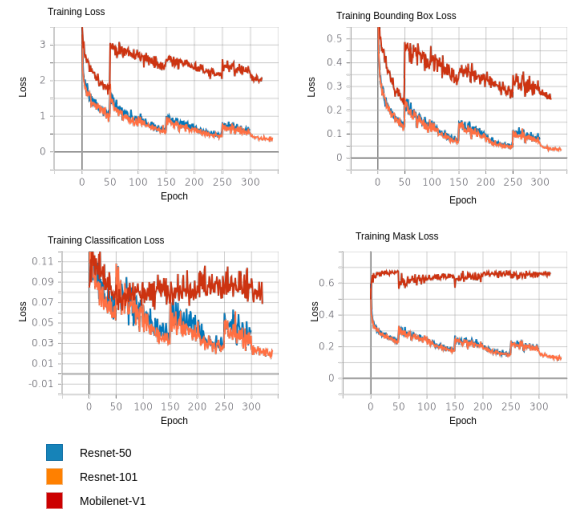 Training Loss
3
2
1
0
Loss
0 50 100 150 200 250 300
Epoch
Training Bounding Box Loss
0.5
0.4
0.3
0.2
0.1
0
Loss
0 50 100 150 200 250 300
Epoch
Training Classification Loss
0.11
0.09
0.07
0.05
0.03
0.01
-0.01
Loss
0 50 100 150 200 250 300
Epoch
Training Mask Loss
0.6
0.4
0.2
0
Loss
0 50 100 150 200 250 300
Epoch
Resnet-50
Resnet-101
Mobilenet-V1